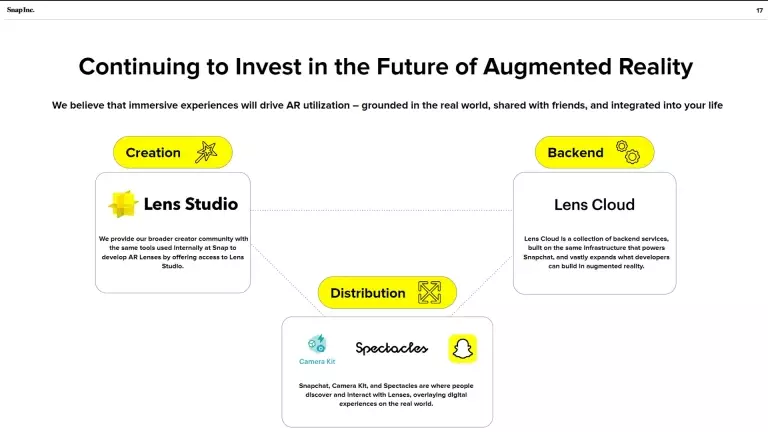 Snap Inc.
17
Continuing to Invest in the Future of Augmented Reality
We believe that immersive experiences will drive AR utilization – grounded in the real world, shared with friends, and integrated into your life
Creation
Backend
Lens Studio
We provide our broader creator community with
the same tools used internally at Snap to
develop AR Lenses by offering access to Lens
Studio.
Lens Cloud
Lens Cloud is a collection of backend services,
built on the same infrastructure that powers
Snapchat, and vastly expands what developers
can build in augmented reality.
Distribution
Camera Kit
Spectacles
Snapchat, Camera Kit, and Spectacles are where people
discover and interact with Lenses, overlaying digital
experiences on the real world.